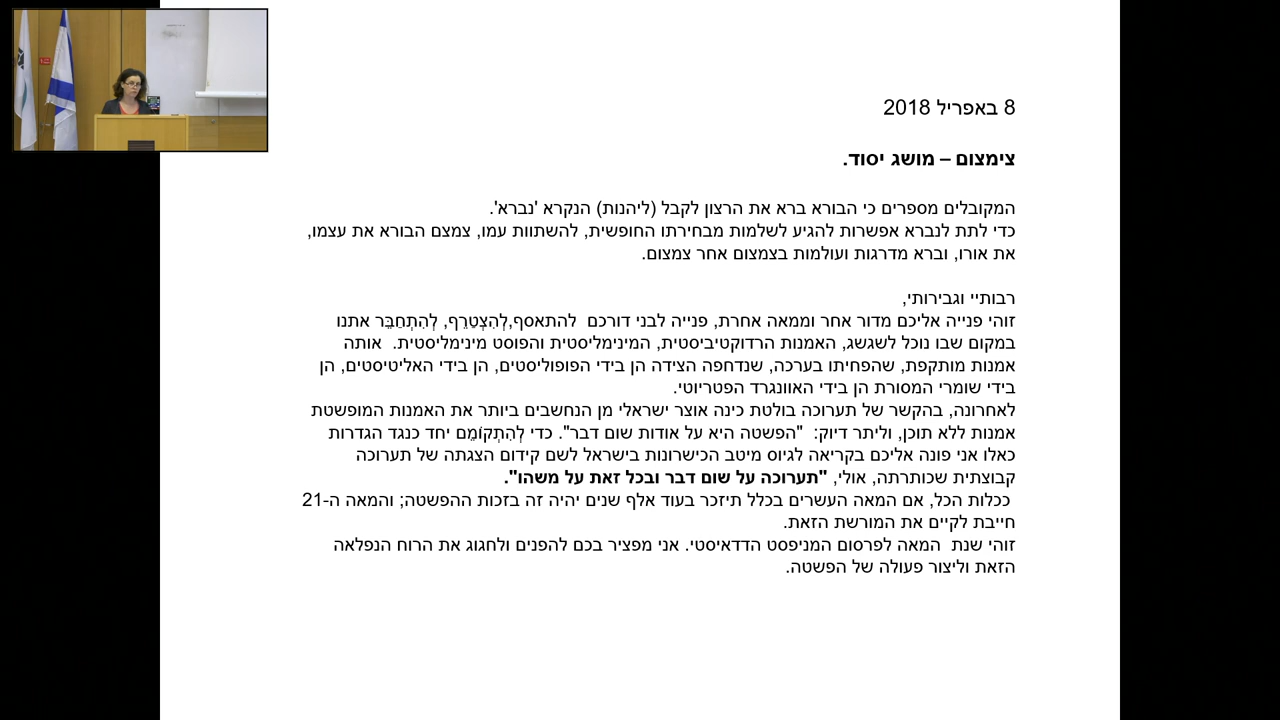 8 באפריל 2018
צימצום – מושג יסוד.
המקובלים מספרים כי הבורא ברא את הרצון לקבל (ליהנות) הנקרא 'נברא'.
כדי לתת לנברא אפשרות להגיע לשלמות מבחירתו החופשית, להשתוות עמו, צמצם הבורא את עצמו,
את אורו, וברא מדרגות ועולמות בצמצום אחר צמצום.
רבותיי וגבירותי,
זוהי פנייה אליכם מדור אחר וממאה אחרת, פנייה לבני דורכם  להתאסף,לְהִצְטַרֵף, לְהִתְחַבֵּר אתנו
במקום שבו נוכל לשגשג, האמנות הרדוקטיביסטית, המינימליסטית והפוסט מינימליסטית.  אותה
אמנות מותקפת, שהפחיתו בערכה, שנדחפה הצידה הן בידי הפופוליסטים, הן בידי האליטיסטים, הן
בידי שומרי המסורת הן בידי האוונגרד הפטריוטי.
לאחרונה, בהקשר של תערוכה בולטת כינה אוצר ישראלי מן הנחשבים ביותר את האמנות המופשטת
אמנות ללא תוכן, וליתר דיוק:  "הפשטה היא על אודות שום דבר". כדי לְהִתְקוֹמֵם יחד כנגד הגדרות
כאלו אני פונה אליכם בקריאה לגיוס מיטב הכישרונות בישראל לשם קידום הצגתה של תערוכה
קבוצתית שכותרתה, אולי, "תערוכה על שום דבר ובכל זאת על משהו".
ככלות הכל, אם המאה העשרים בכלל תיזכר בעוד אלף שנים יהיה זה בזכות ההפשטה; והמאה ה-21
חייבת לקיים את המורשת הזאת.
זוהי שנת  המאה לפרסום המניפסט הדדאיסטי. אני מפציר בכם להפנים ולחגוג את הרוח הנפלאה
הזאת וליצור פעולה של הפשטה.